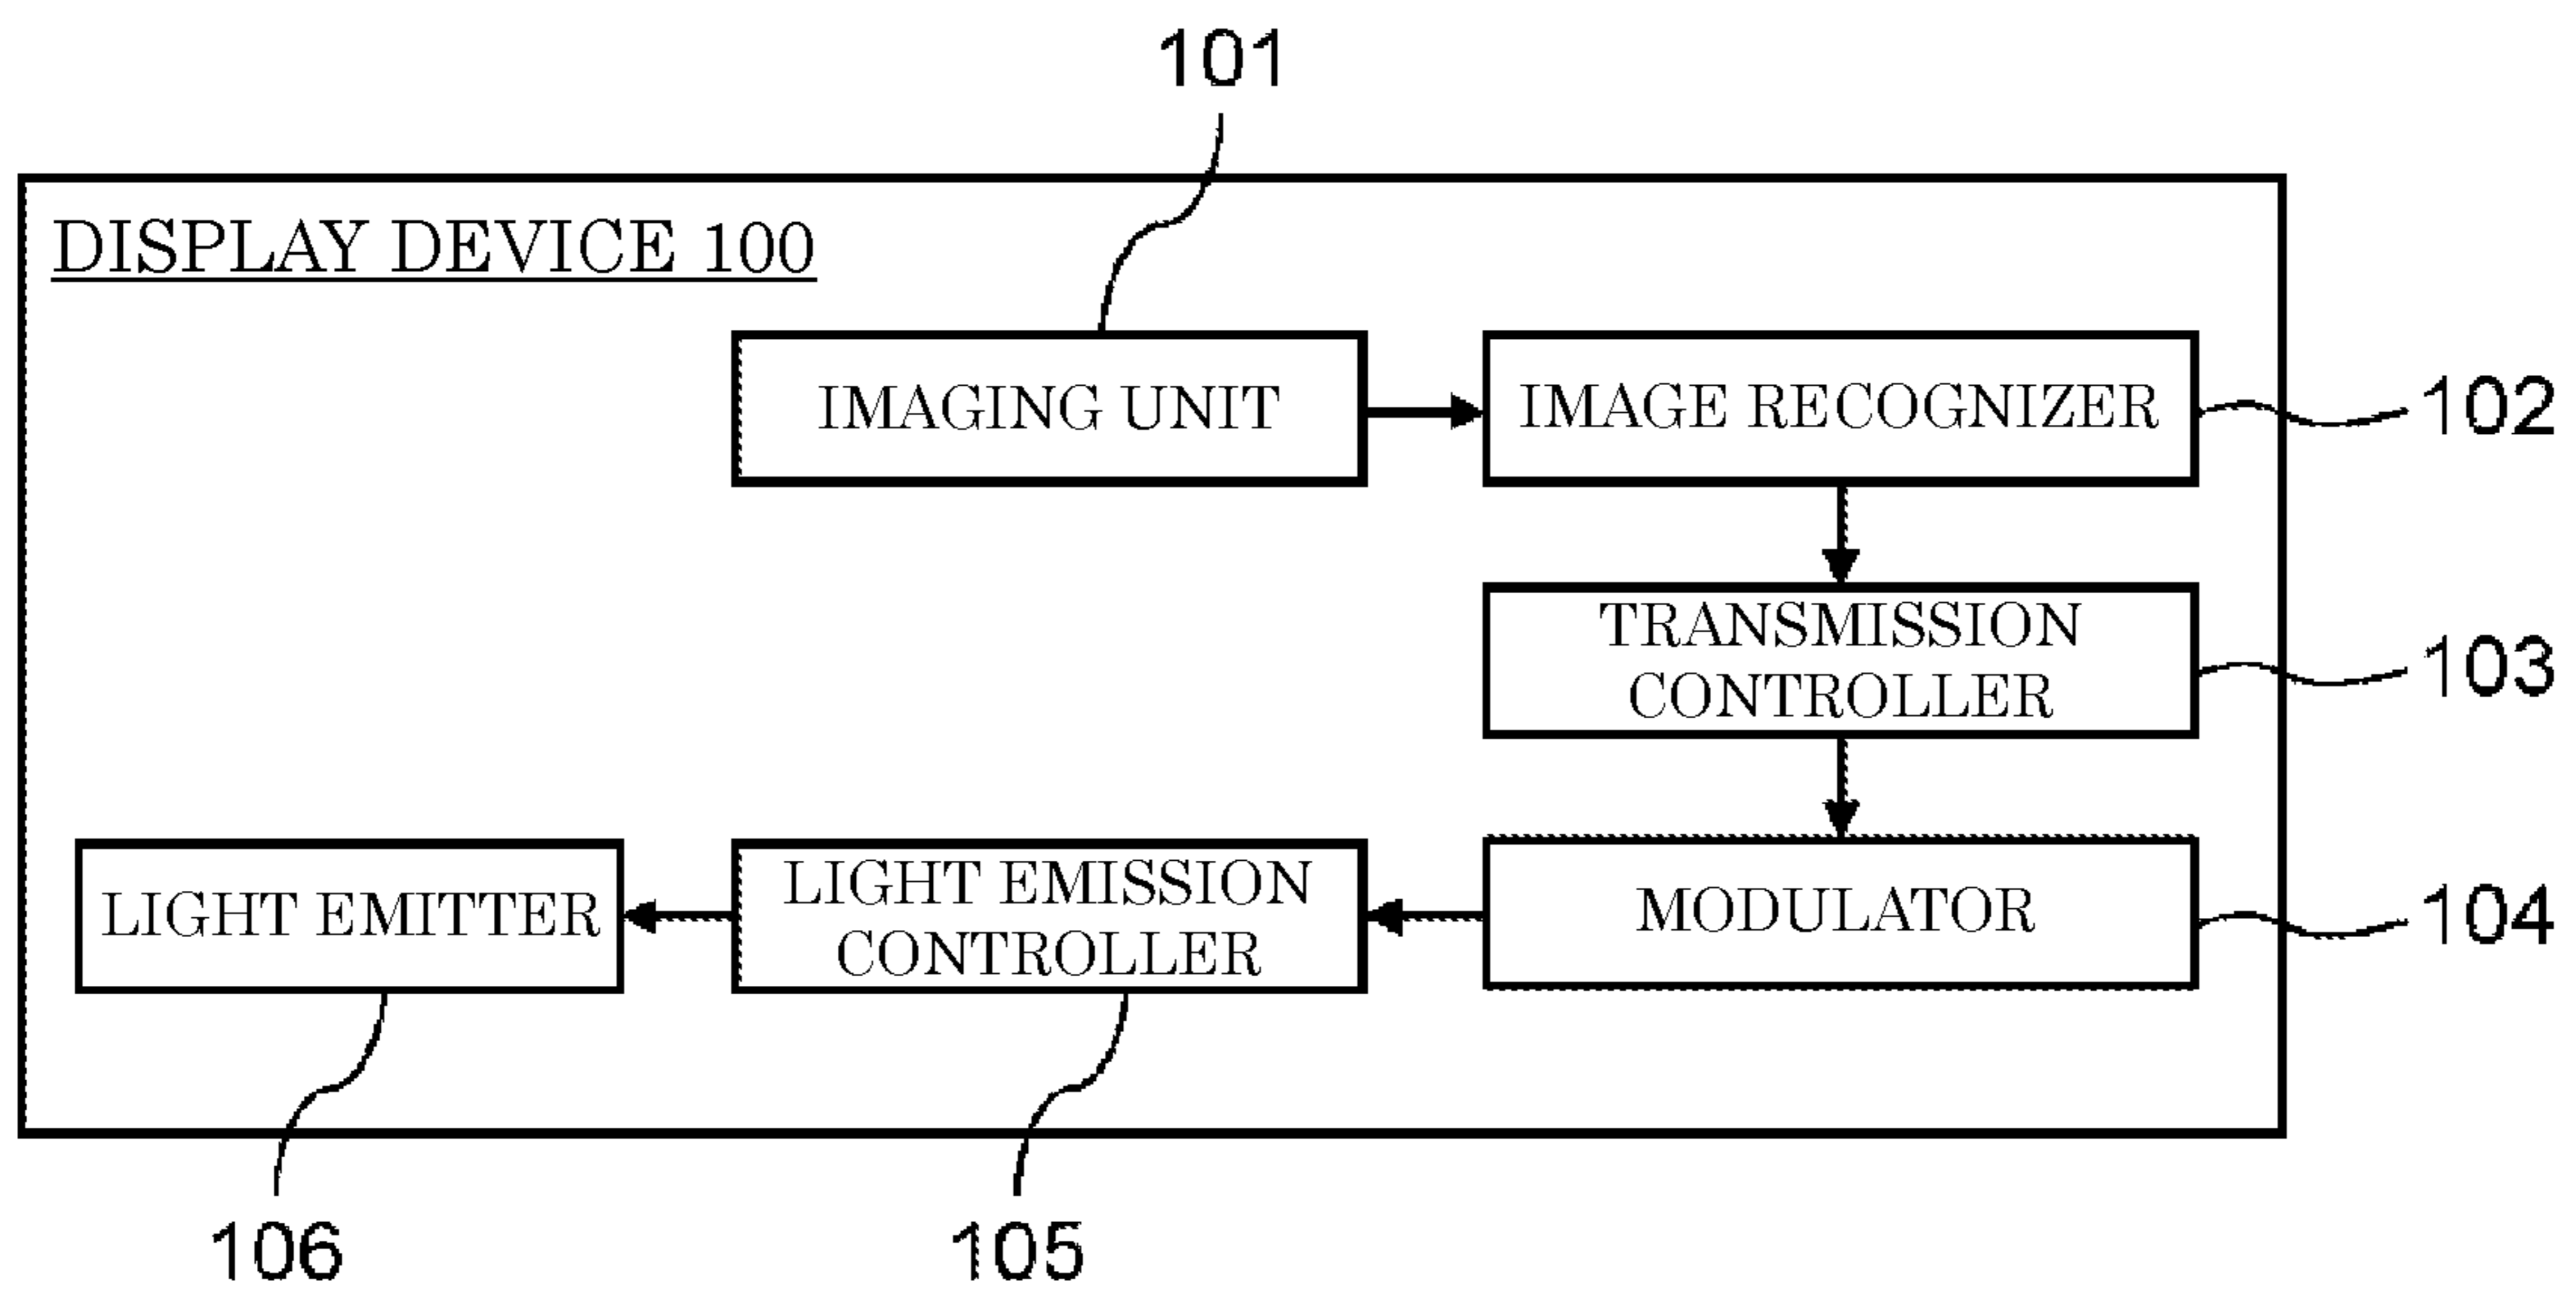 101
DISPLAY DEVICE 100
IMAGING UNIT
IMAGE RECOGNIZER
102
TRANSMISSION
CONTROLLER
103
LIGHT EMITTER
LIGHT EMISSION
CONTROLLER
MODULATOR
104
106
105